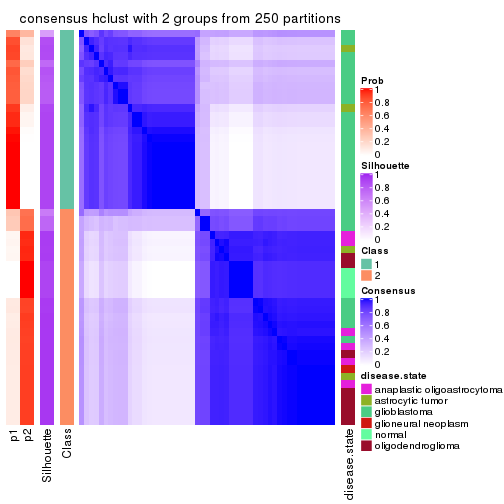 consensus hclust with 2 groups from 250 partitions
Prob
1
0.8
0.6
0.4
0.2
0
Silhouette
1
0.8
0.6
0.4
0.2
0
Class
1
2
Consensus
1
0.8
0.6
0.4
0.2
0
disease.state
anaplastic oligoastrocytoma
astrocytic tumor
glioblastoma
glioneural neoplasm
normal
oligodendroglioma
p1
p2
Silhouette
Class
disease.state